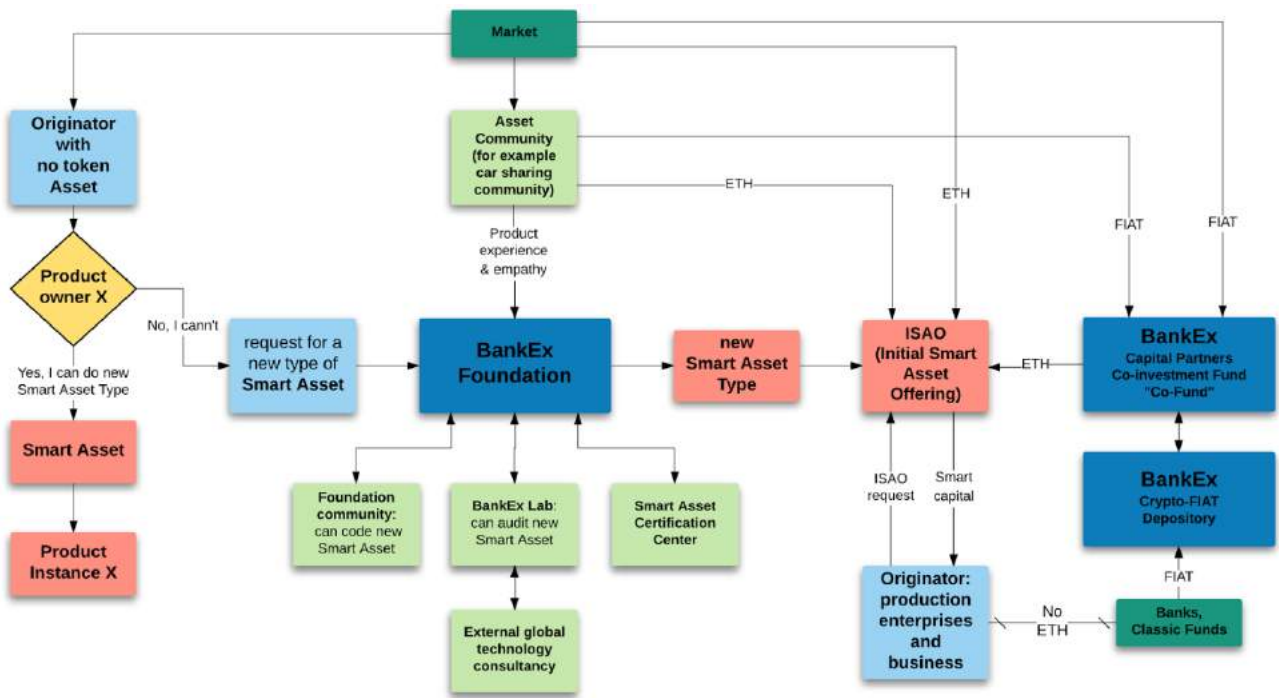 Market
Originator
with
no token
Asset
Asset
Community
(for example
car sharing
community)
ETH
ETH
FIAT
FIAT
Product
experience
& empathy
Product
owner X
No, I cann't
Yes, I can do new
Smart Asset Type
request for a
new type of
Smart Asset
BankEx
Foundation
new
Smart Asset
Type
ISAO
(Initial Smart
Asset
Offering)
ETH
BankEx
Capital Partners
Co-investment Fund
"Co-Fund"
Smart Asset
Product
Instance X
Foundation
community:
can code new
Smart Asset
BankEx Lab:
can audit new
Smart Asset
Smart Asset
Certification
Center
ISAO
request
Smart
capital
BankEx
Crypto-FIAT
Depository
FIAT
External global
technology
consultancy
Originator:
production
enterprises
and
business
No
ETH
Banks,
Classic Funds